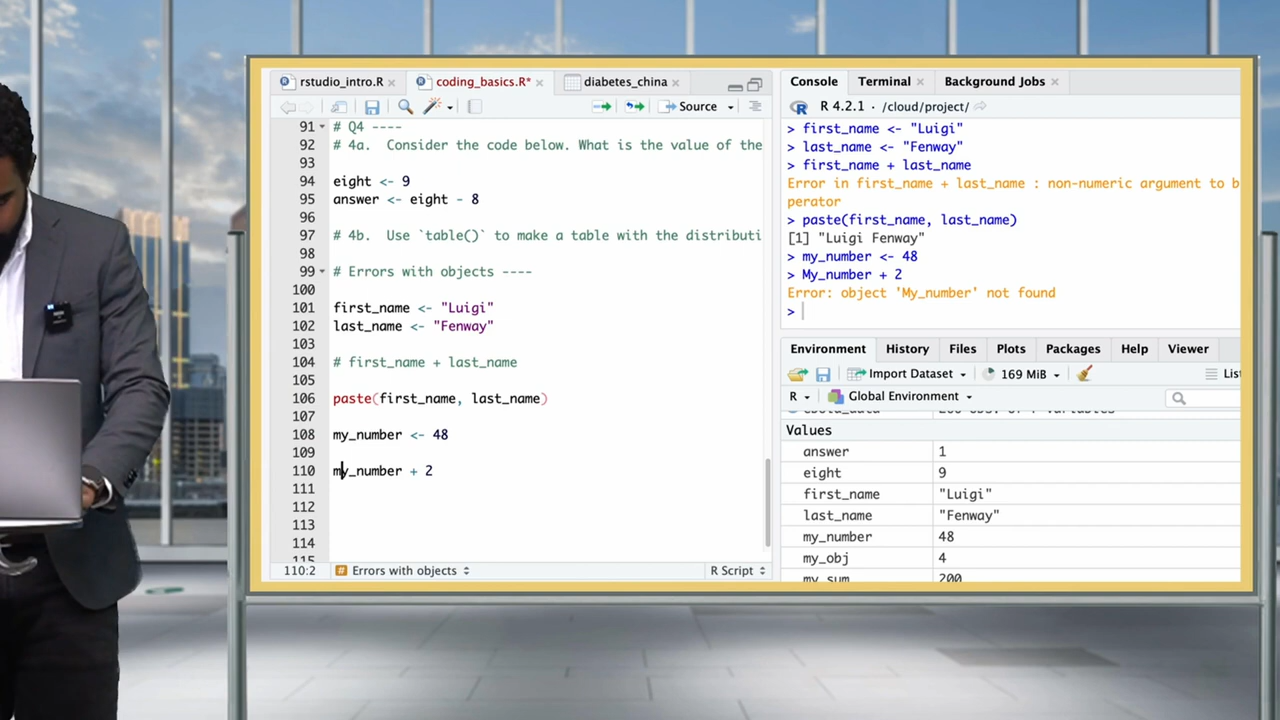 rstudio_intro.R
coding_basics.R*
diabetes_china
Source
91 # Q4 ----
92 # 4a.  Consider the code below. What is the value of the
93
94 eight <- 9
95 answer <- eight - 8
96
97 # 4b.  Use `table()` to make a table with the distributi
98
99 # Errors with objects ----
100
101 first_name <- "Luigi"
102 last_name <- "Fenway"
103
104 # first_name + last_name
105
106 paste(first_name, last_name)
107
108 my_number <- 48
109
110 my_number + 2
111
112
113
114
115
110:2 # Errors with objects R Script
Console Terminal Background Jobs
R R 4.2.1 · /cloud/project/
> first_name <- "Luigi"
> last_name <- "Fenway"
> first_name + last_name
Error in first_name + last_name : non-numeric argument to b
perator
> paste(first_name, last_name)
[1] "Luigi Fenway"
> my_number <- 48
> My_number + 2
Error: object 'My_number' not found
>
Environment History Files Plots Packages Help Viewer
Import Dataset 169 MiB List
R Global Environment
Values
answer 1
eight 9
first_name "Luigi"
last_name "Fenway"
my_number 48
my_obj 4
my_sum 200